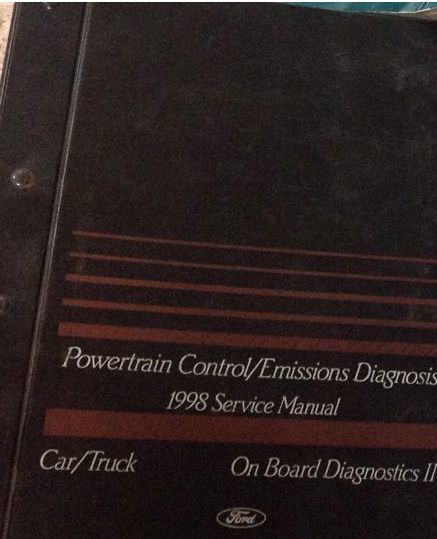 Powertrain Control/Emissions Diagnosis
1998 Service Manual
Car/Truck
On Board Diagnostics II
Ford